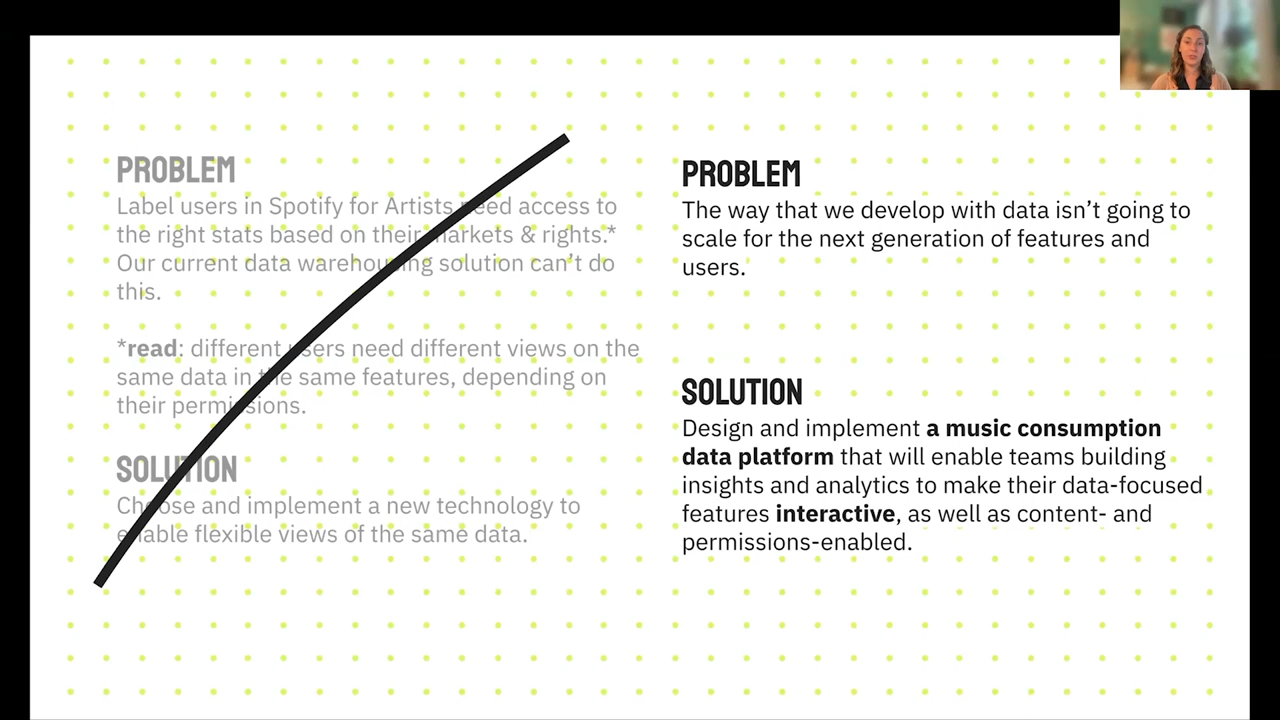 PROBLEM
Label users in Spotify for Artists need access to
the right stats based on their markets & rights.*
Our current data warehousing solution can't do
this.
*read: different users need different views on the
same data in the same features, depending on
their permissions.
SOLUTION
Choose and implement a new technology to
enable flexible views of the same data.
PROBLEM
The way that we develop with data isn't going to
scale for the next generation of features and
users.
SOLUTION
Design and implement a music consumption
data platform that will enable teams building
insights and analytics to make their data-focused
features interactive, as well as content- and
permissions-enabled.